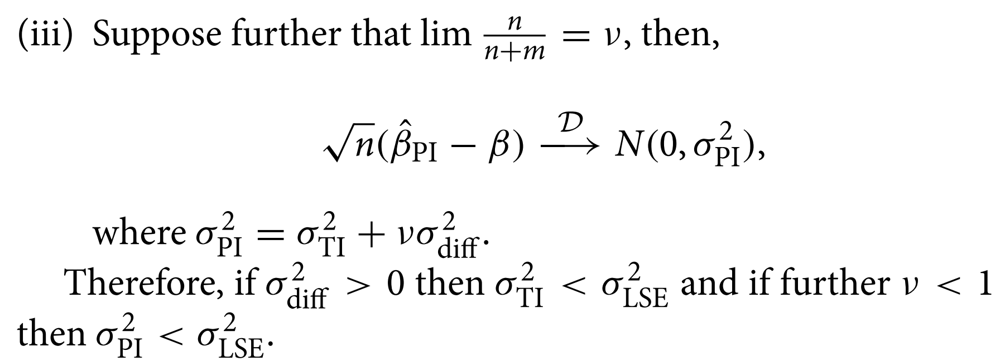 (iii) Suppose further that lim $\frac{n}{n+m} = \nu$, then,
$\sqrt{n}(\hat{\beta}_{\mathrm{PI}} - \beta) \xrightarrow{\mathcal{D}} N(0, \sigma^2_{\mathrm{PI}}),$
where $\sigma^2_{\mathrm{PI}} = \sigma^2_{\mathrm{TI}} + \nu\sigma^2_{\mathrm{diff}}$.
Therefore, if $\sigma^2_{\mathrm{diff}} > 0$ then $\sigma^2_{\mathrm{TI}} < \sigma^2_{\mathrm{LSE}}$ and if further $\nu < 1$
then $\sigma^2_{\mathrm{PI}} < \sigma^2_{\mathrm{LSE}}$.